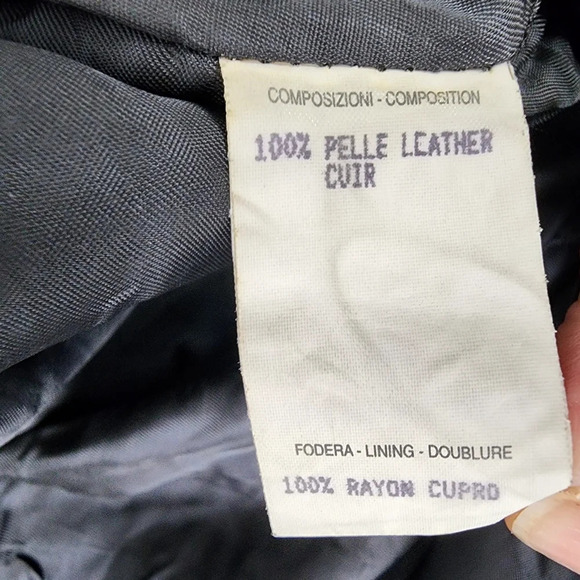 COMPOSIZIONI - COMPOSITION
100% PELLE LEATHER
CUIR
FODERA - LINING - DOUBLURE
100% RAYON CUPRO